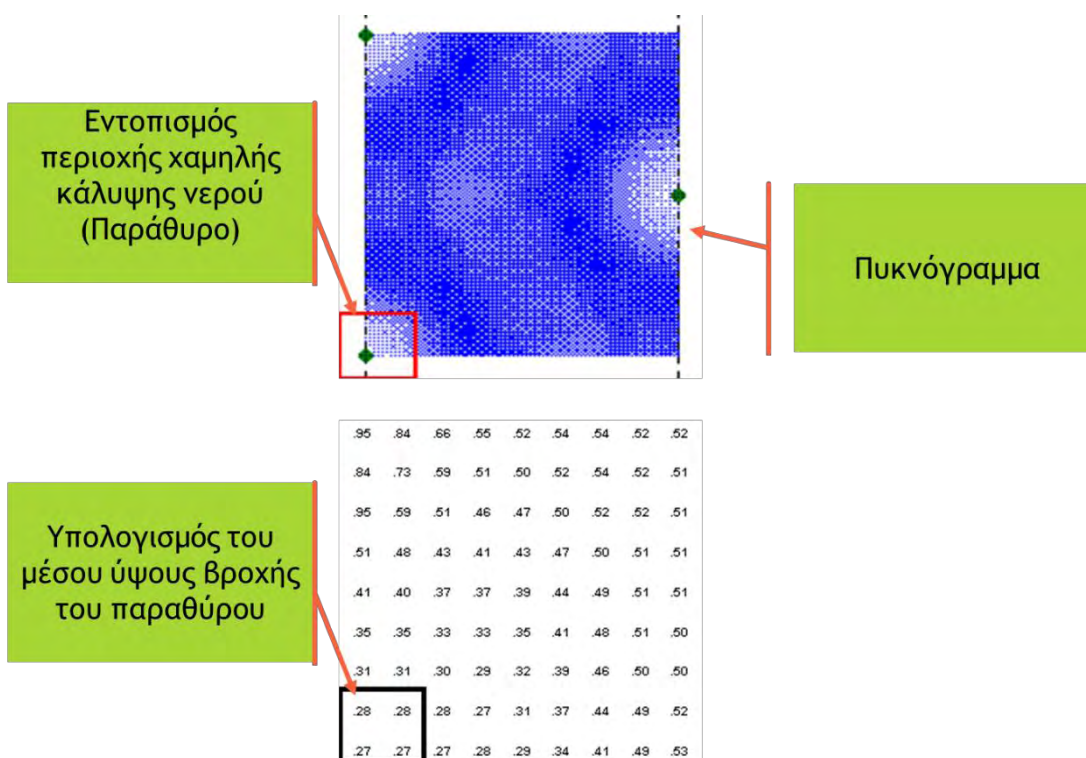 Εντοπισμός
περιοχής χαμηλής
κάλυψης νερού
(Παράθυρο)
Πυκνόγραμμα
Υπολογισμός του
μέσου ύψους βροχής
του παραθύρου
.95 .84 .66 .55 .52 .54 .54 .52 .52
.84 .73 .59 .51 .50 .52 .54 .52 .51
.95 .59 .51 .46 .47 .50 .52 .52 .51
.51 .48 .43 .41 .43 .47 .50 .51 .51
.41 .40 .37 .37 .39 .44 .49 .51 .51
.35 .35 .33 .33 .35 .41 .48 .51 .50
.31 .31 .30 .29 .32 .39 .46 .50 .50
.28 .28 .28 .27 .31 .37 .44 .49 .52
.27 .27 .27 .28 .29 .34 .41 .49 .53